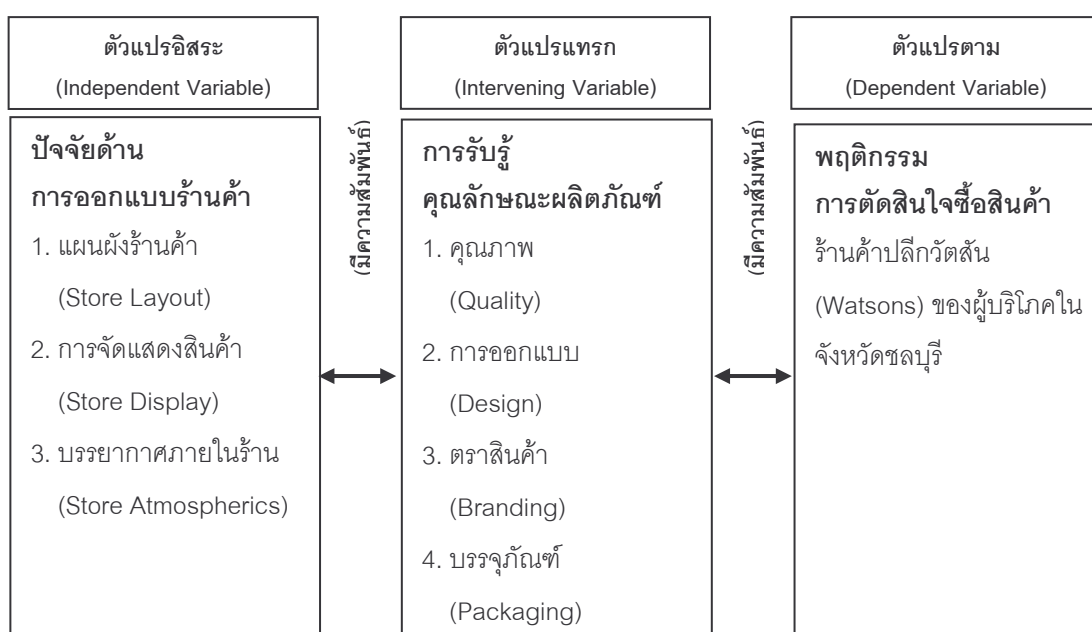 ตัวแปรอิสระ
(Independent Variable)
ปัจจัยด้าน
การออกแบบร้านค้า
1. แผนผังร้านค้า
(Store Layout)
2. การจัดแสดงสินค้า
(Store Display)
3. บรรยากาศภายในร้าน
(Store Atmospherics)
(มีความสัมพันธ์)
ตัวแปรแทรก
(Intervening Variable)
การรับรู้
คุณลักษณะผลิตภัณฑ์
1. คุณภาพ
(Quality)
2. การออกแบบ
(Design)
3. ตราสินค้า
(Branding)
4. บรรจุภัณฑ์
(Packaging)
(มีความสัมพันธ์)
ตัวแปรตาม
(Dependent Variable)
พฤติกรรม
การตัดสินใจซื้อสินค้า
ร้านค้าปลีกวัตสัน
(Watsons) ของผู้บริโภคใน
จังหวัดชลบุรี